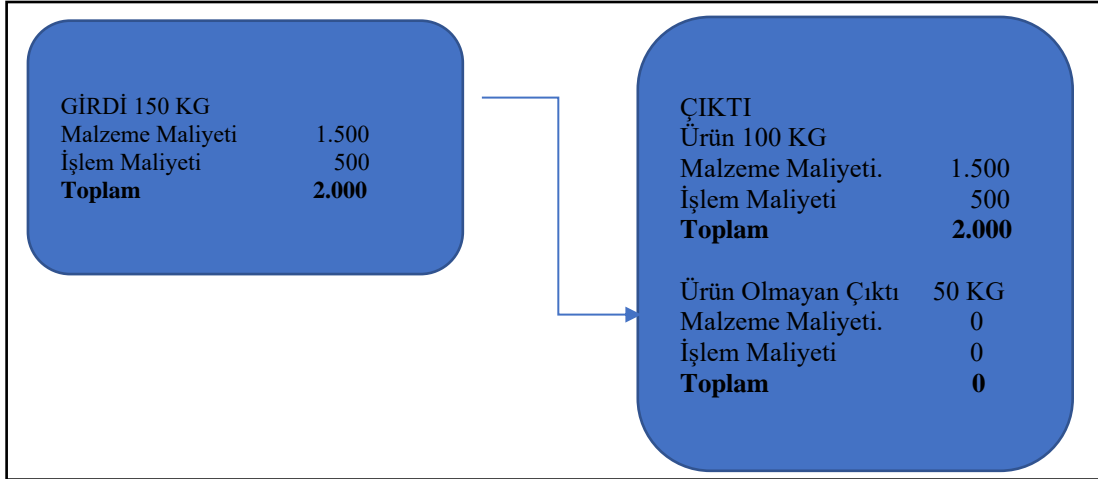 GİRDİ 150 KG
Malzeme Maliyeti 1.500
İşlem Maliyeti 500
Toplam 2.000
ÇIKTI
Ürün 100 KG
Malzeme Maliyeti. 1.500
İşlem Maliyeti 500
Toplam 2.000
Ürün Olmayan Çıktı 50 KG
Malzeme Maliyeti. 0
İşlem Maliyeti 0
Toplam 0